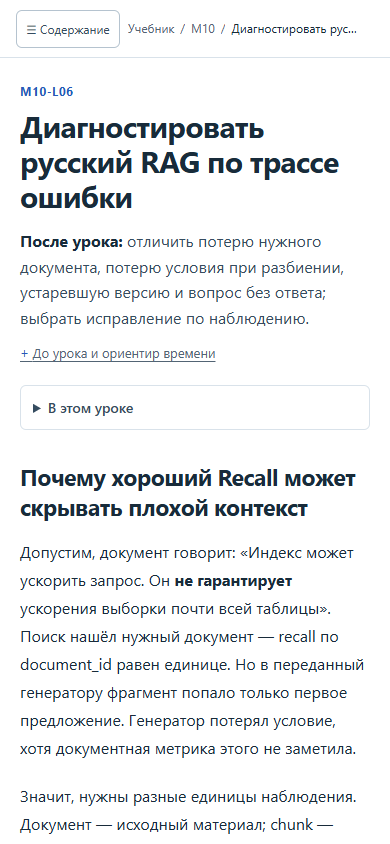 ☰ Содержание
Учебник / M10 / Диагностировать рус...
M10-L06
Диагностировать
русский RAG по трассе
ошибки
После урока: отличить потерю нужного
документа, потерю условия при разбиении,
устаревшую версию и вопрос без ответа;
выбрать исправление по наблюдению.
+ До урока и ориентир времени
▶ В этом уроке
Почему хороший Recall может
скрывать плохой контекст
Допустим, документ говорит: «Индекс может
ускорить запрос. Он не гарантирует
ускорения выборки почти всей таблицы».
Поиск нашёл нужный документ — recall по
document_id равен единице. Но в переданный
генератору фрагмент попало только первое
предложение. Генератор потерял условие,
хотя документная метрика этого не заметила.
Значит, нужны разные единицы наблюдения.
Документ — исходный материал; chunk —